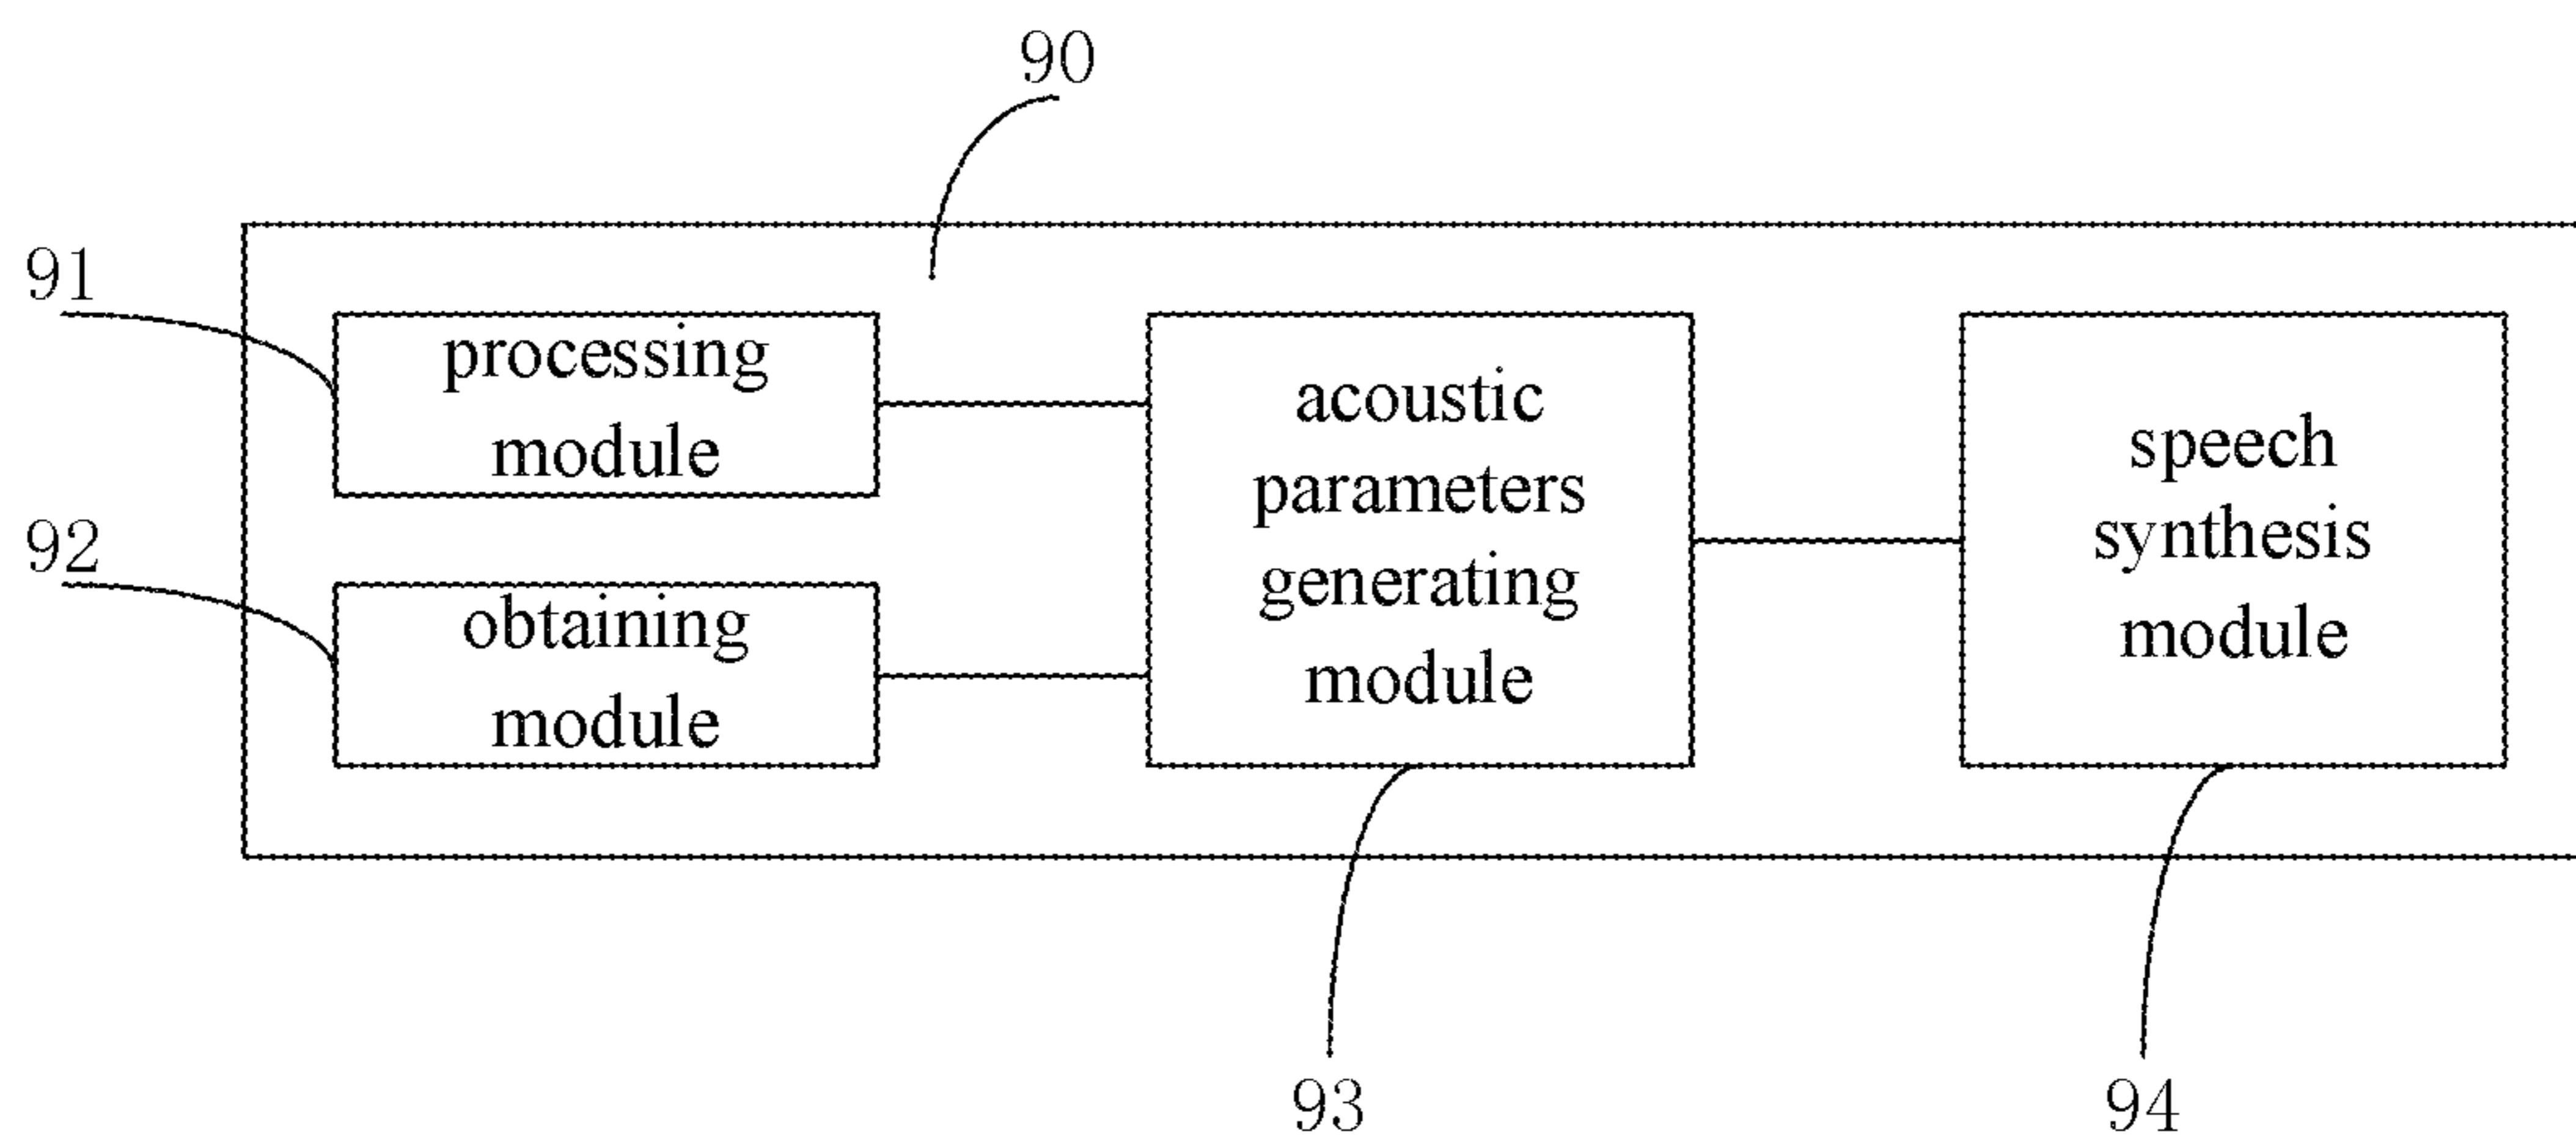 90
91
processing
module
92
obtaining
module
acoustic
parameters
generating
module
speech
synthesis
module
93
94